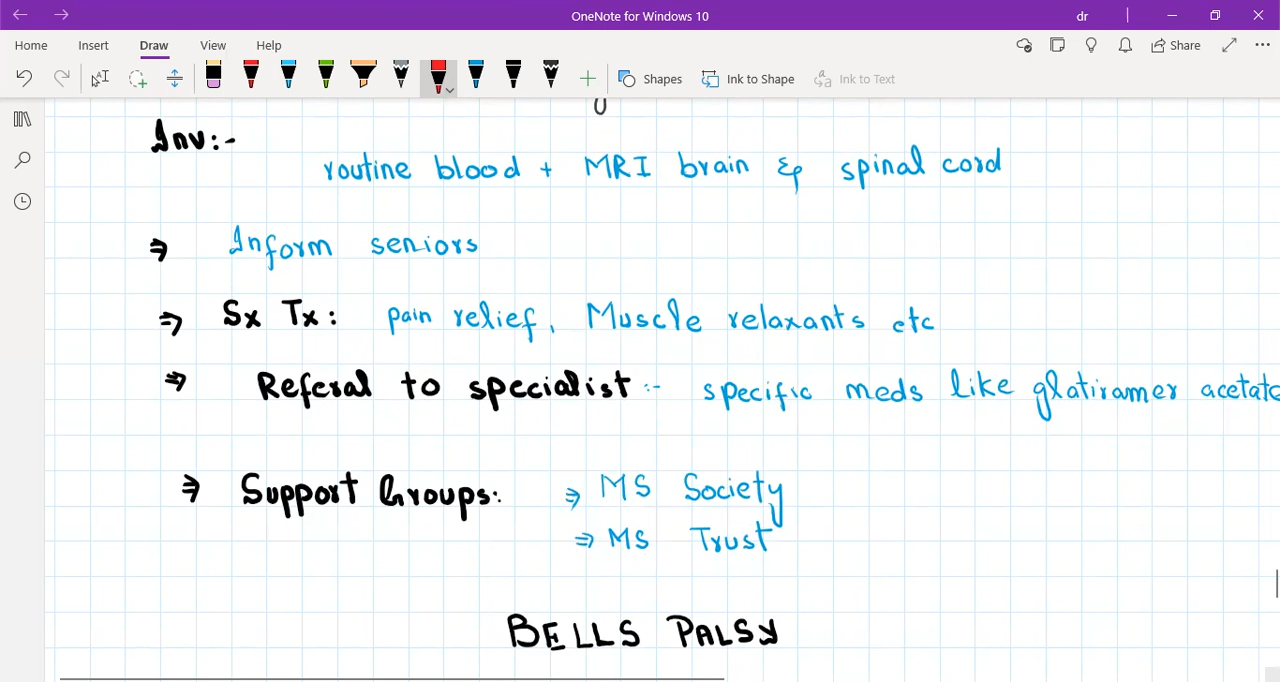 OneNote for Windows 10
dr
Home Insert Draw View Help
Share
Shapes Ink to Shape Ink to Text
Inv:-
routine blood + MRI brain & spinal cord
⇒ Inform seniors
⇒ Sx Tx: pain relief, Muscle relaxants etc
⇒ Referal to specialist :- specific meds like glatiramer acetate
⇒ Support Groups: ⇒ MS Society
⇒ MS Trust
BELLS PALSY